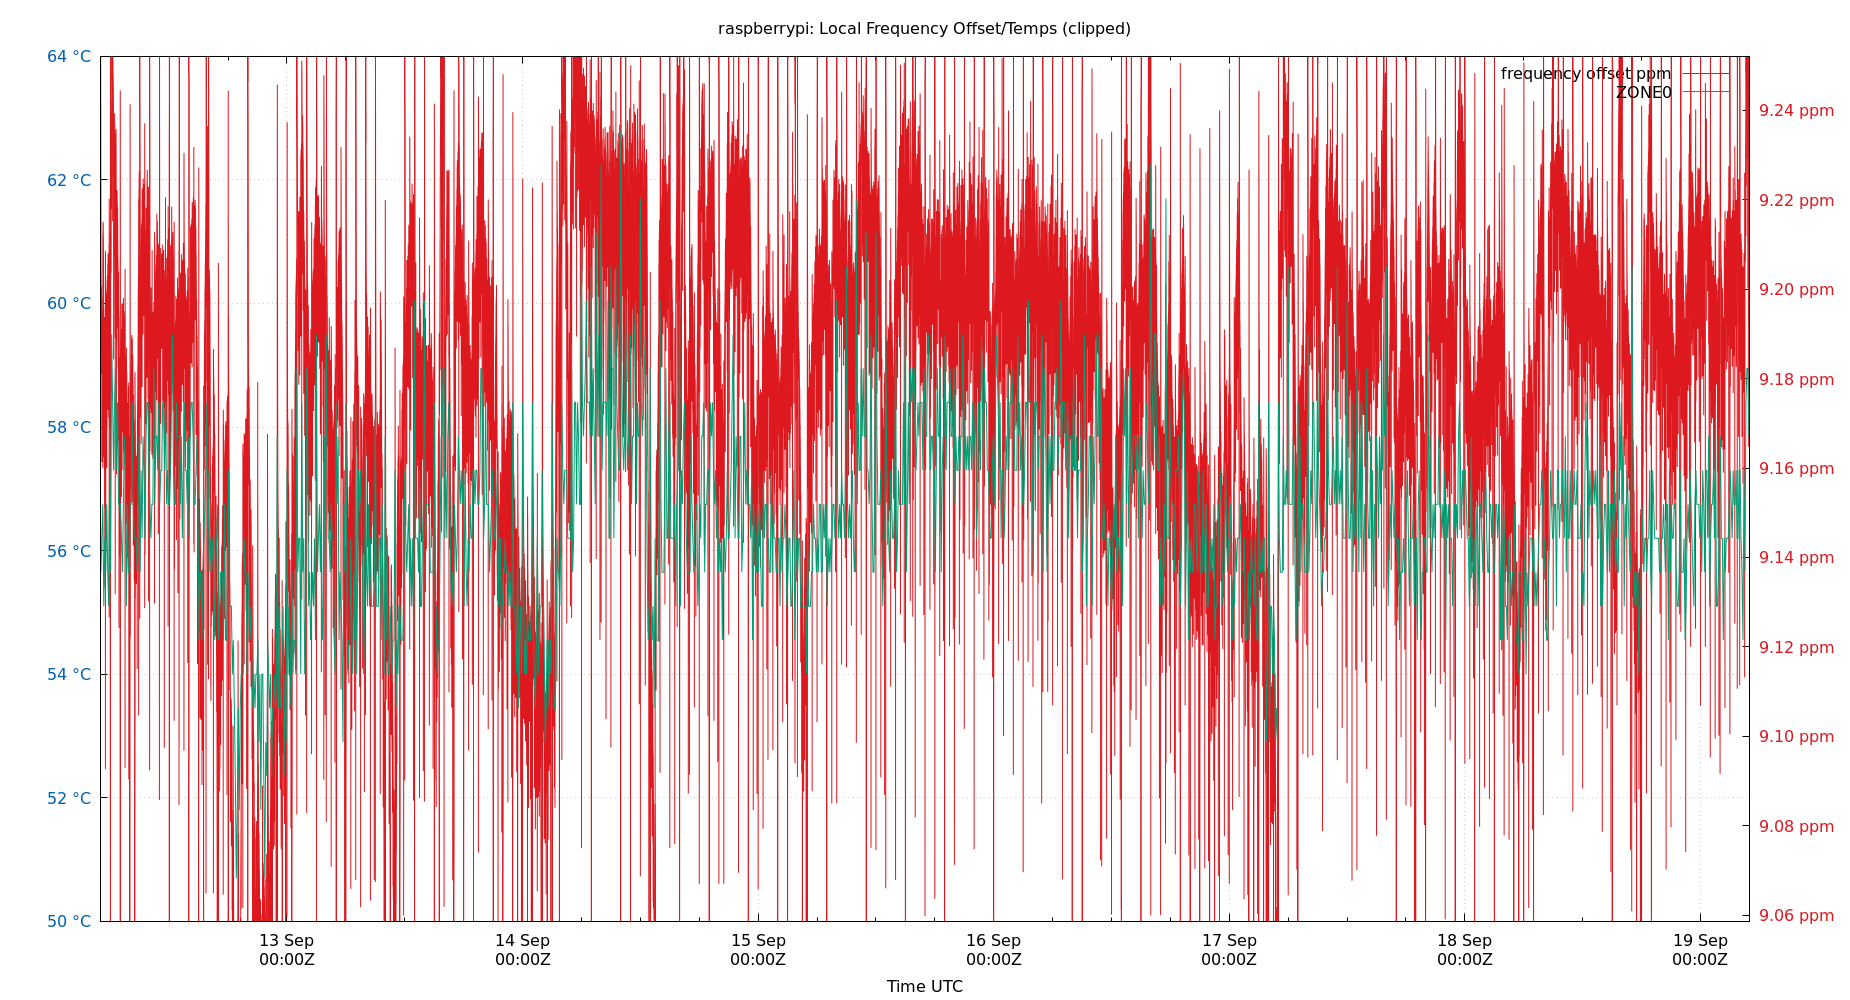 raspberrypi: Local Frequency Offset/Temps (clipped)
64 °C
62 °C
60 °C
58 °C
56 °C
54 °C
52 °C
50 °C
frequency offset ppm
ZONE0
9.24 ppm
9.22 ppm
9.20 ppm
9.18 ppm
9.16 ppm
9.14 ppm
9.12 ppm
9.10 ppm
9.08 ppm
9.06 ppm
13 Sep 14 Sep 15 Sep 16 Sep 17 Sep 18 Sep 19 Sep
00:00Z 00:00Z 00:00Z 00:00Z 00:00Z 00:00Z 00:00Z
Time UTC